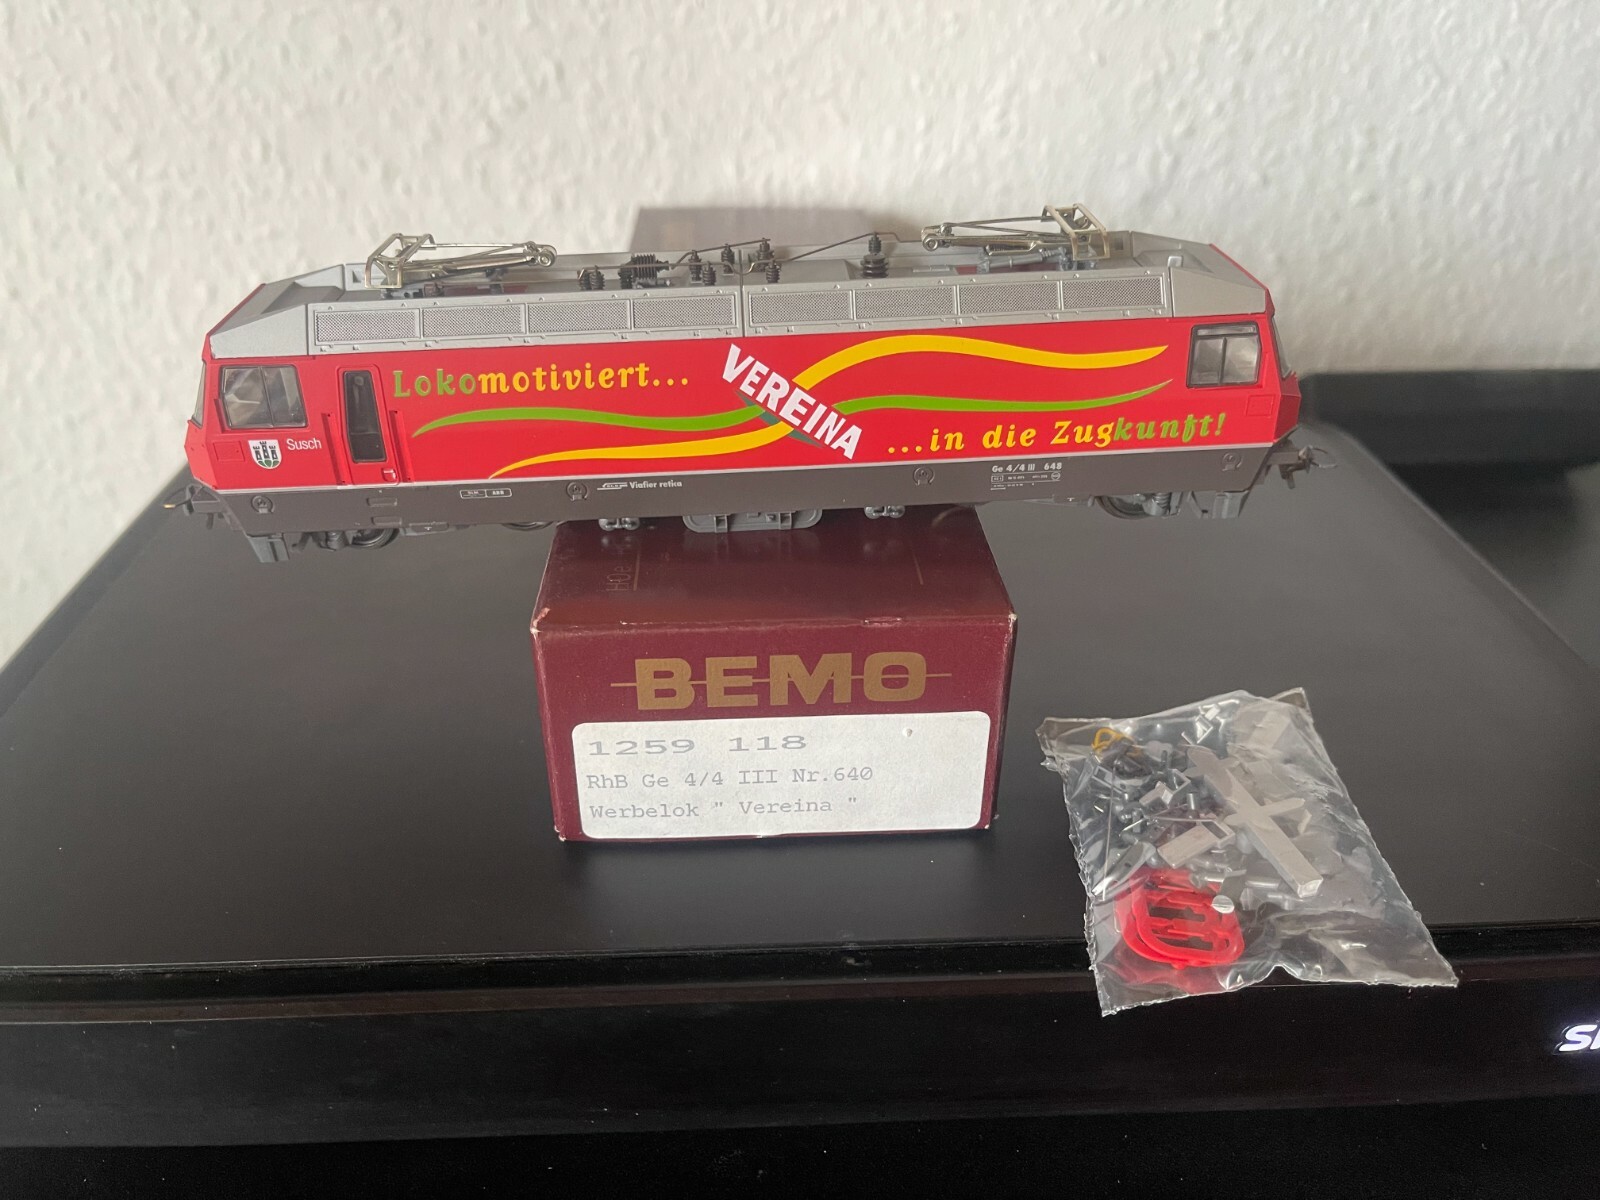 Lokomotiviert...
VEREINA
...in die Zugkunft!
Susch
Viafier retica
Ge 4/4 III 648
HOe
BEMO
1259 118
RhB Ge 4/4 III Nr.640
Werbelok " Vereina "